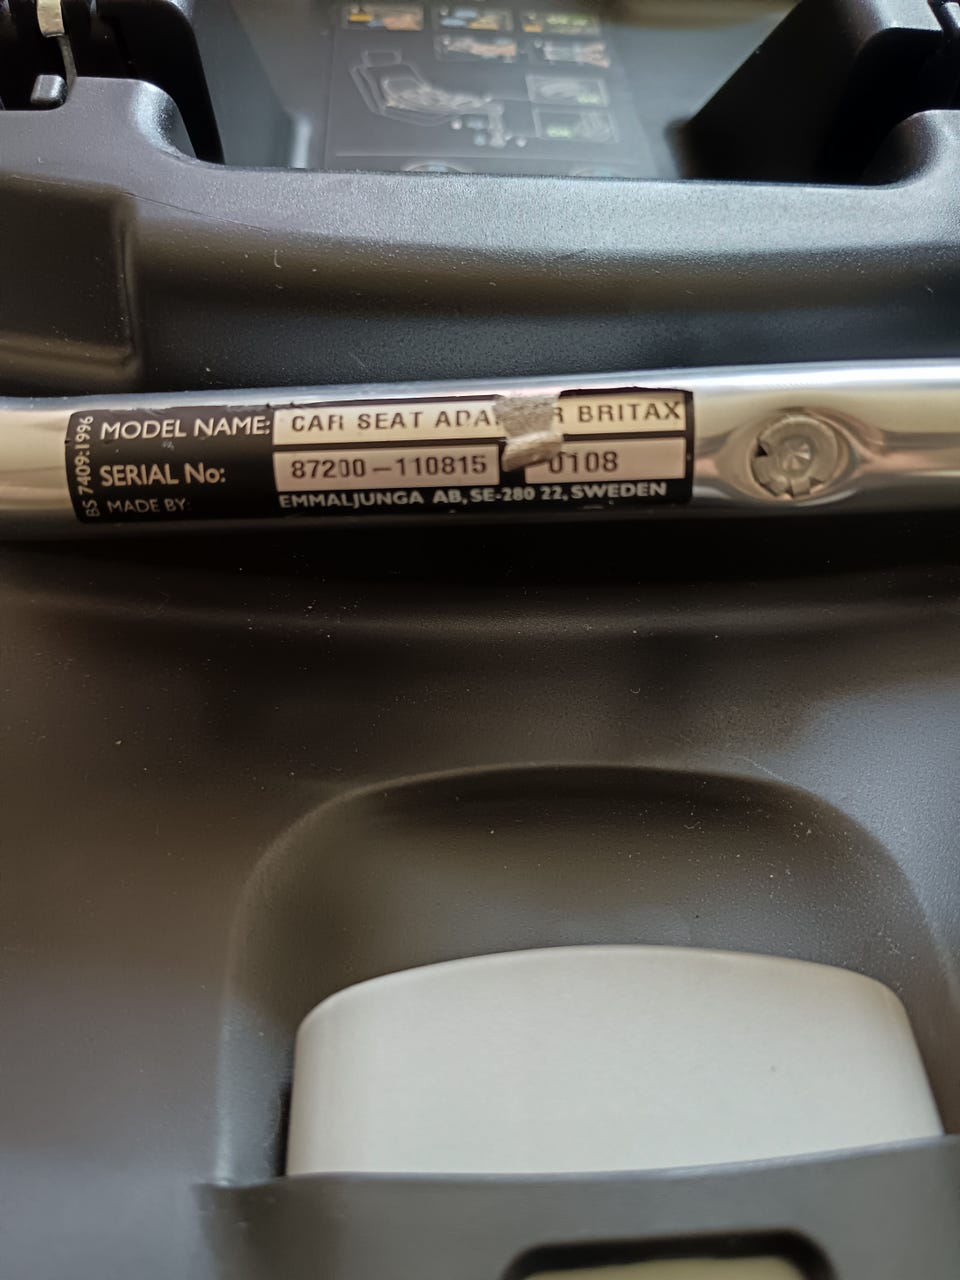 BS 7409:1996
MODEL NAME: CAR SEAT BRITAX
SERIAL No: 87200-110815 0108
MADE BY: EMMALJUNGA AB, SE-280 22, SWEDEN